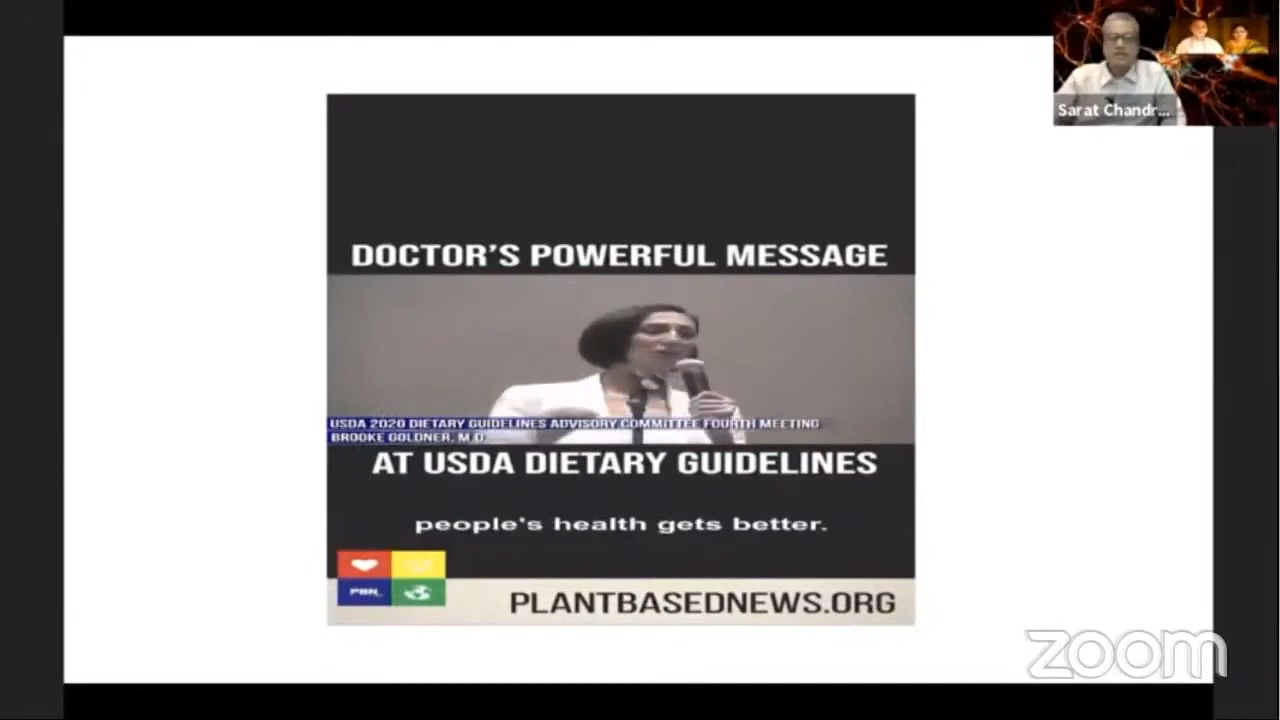 Sarat Chandr...
DOCTOR'S POWERFUL MESSAGE
USDA 2020 DIETARY GUIDELINES ADVISORY COMMITTEE FOURTH MEETING
BROOKE GOLDNER, M.D.
AT USDA DIETARY GUIDELINES
people's health gets better.
PBN
PLANTBASEDNEWS.ORG
zoom